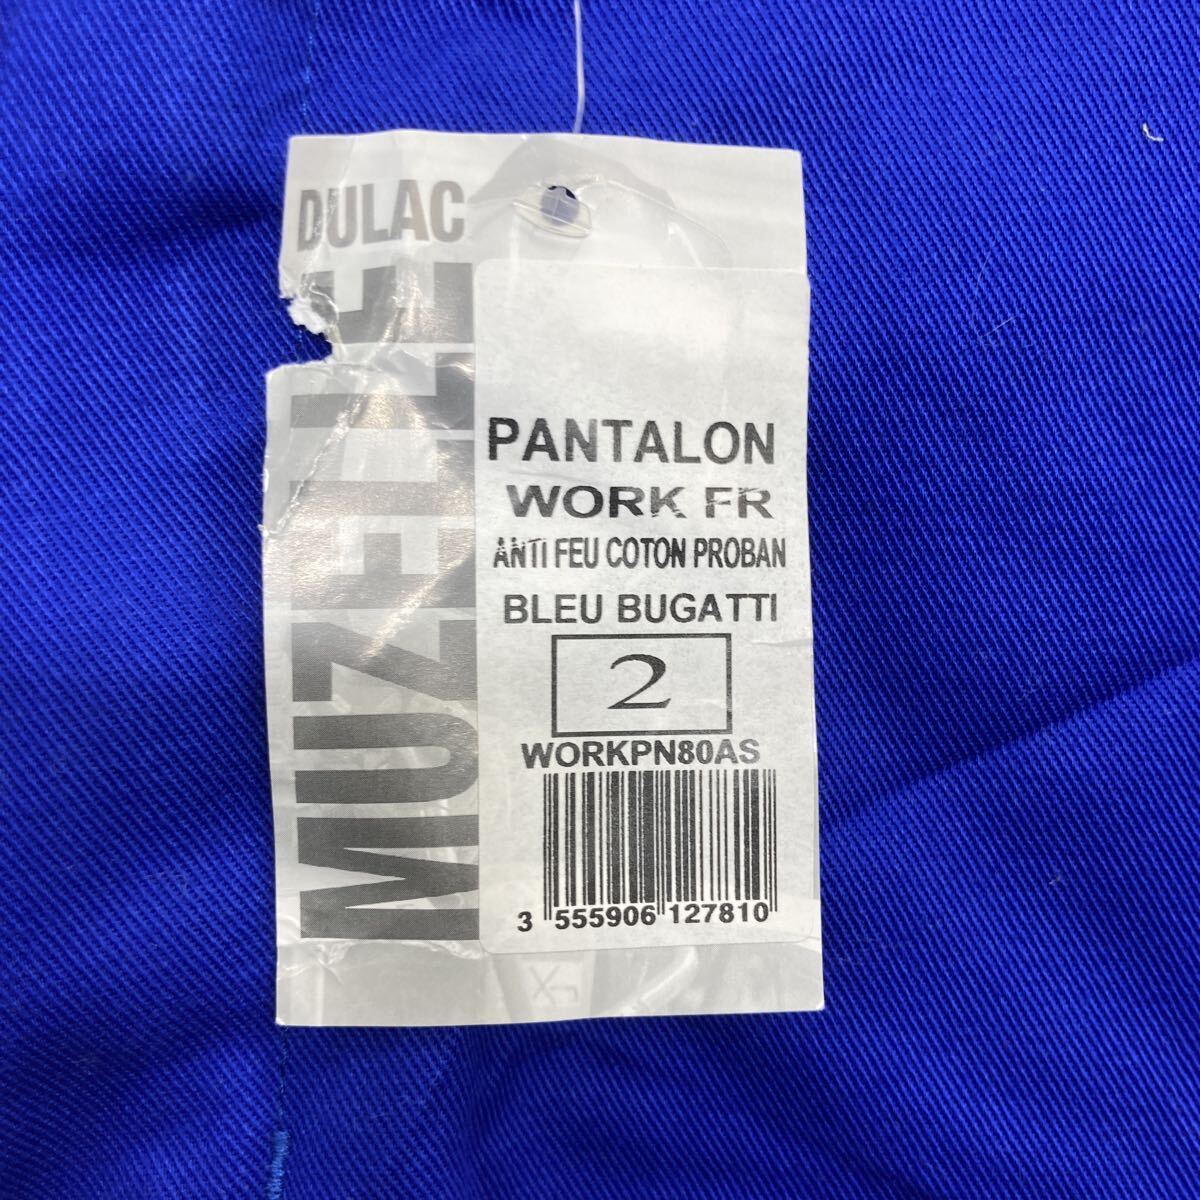 DULAC
MUZELLE
PANTALON
WORK FR
ANTI FEU COTON PROBAN
BLEU BUGATTI
2
WORKPN80AS
3 555906 127810